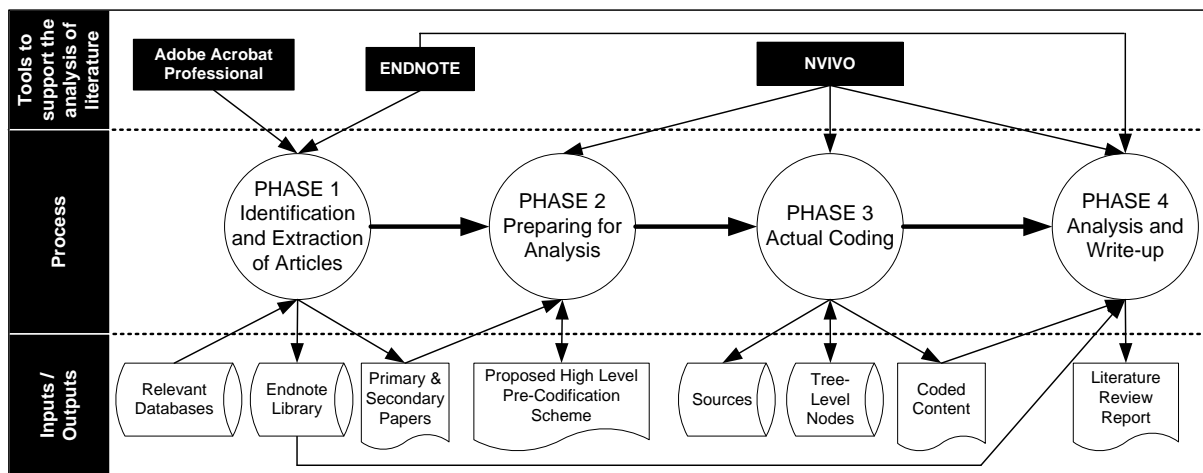 Tools to
support the
analysis of
literature
Adobe Acrobat
Professional
ENDNOTE
NVIVO
Process
PHASE 1
Identification
and Extraction
of Articles
PHASE 2
Preparing for
Analysis
PHASE 3
Actual Coding
PHASE 4
Analysis and
Write-up
Inputs /
Outputs
Relevant
Databases
Endnote
Library
Primary &
Secondary
Papers
Proposed High Level
Pre-Codification
Scheme
Sources
Tree-
Level
Nodes
Coded
Content
Literature
Review
Report